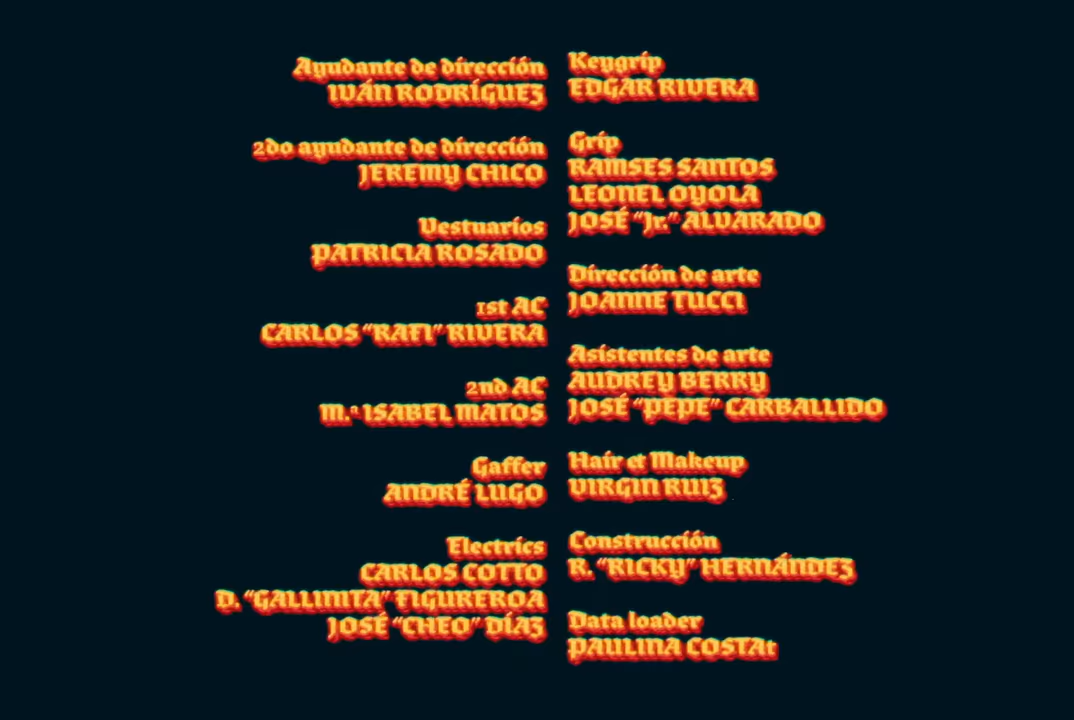 Ayudante de dirección
IVÁN RODRÍGUEZ
2do ayudante de dirección
JEREMY CHICO
Vestuarios
PATRICIA ROSADO
1st AC
CARLOS “RAFI” RIVERA
2nd AC
M.ª ISABEL MATOS
Gaffer
ANDRÉ LUGO
Electrics
CARLOS COTTO
D. “GALLINITA” FIGUREROA
JOSÉ “CHEO” DÍAZ
Keygrip
EDGAR RIVERA
Grip
RAMSES SANTOS
LEONEL OYOLA
JOSÉ “Jr.” ALVARADO
Dirección de arte
JOANNE TUCCI
Asistentes de arte
AUDREY BERRY
JOSÉ “PEPE” CARBALLIDO
Hair et Makeup
VIRGIN RUIZ
Construcción
R. “RICKY” HERNÁNDEZ
Data loader
PAULINA COSTAt